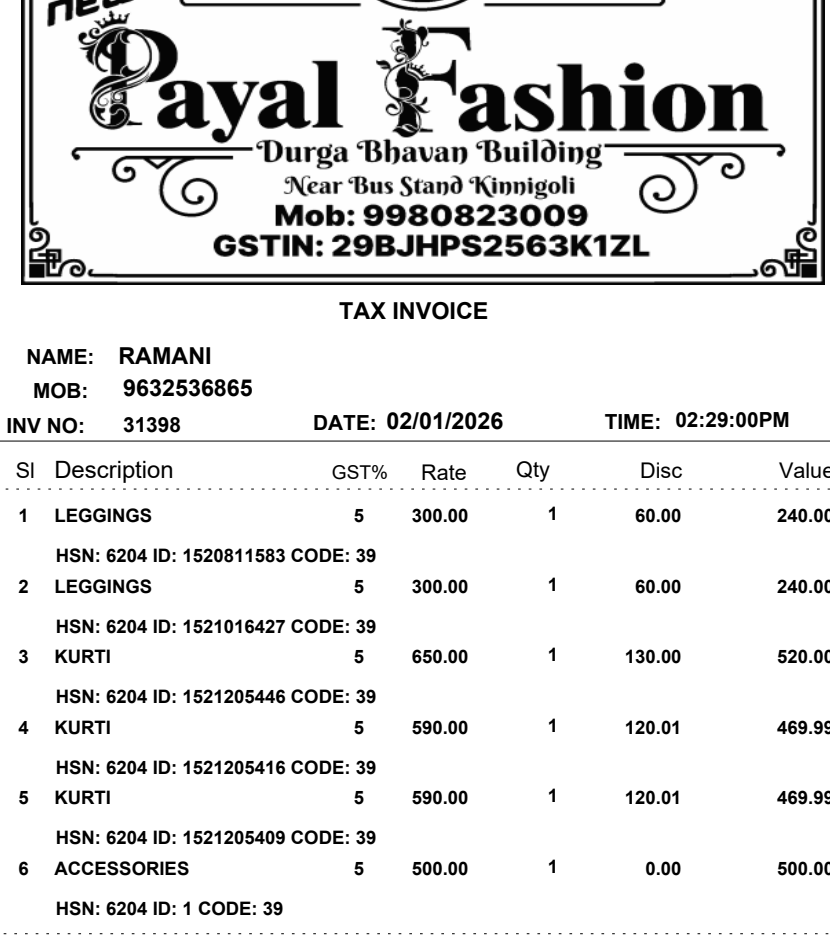 new
Payal Fashion
Durga Bhavan Building
Near Bus Stand Kinnigoli
Mob: 9980823009
GSTIN: 29BJHPS2563K1ZL
TAX INVOICE
NAME: RAMANI
MOB: 9632536865
INV NO: 31398 DATE: 02/01/2026 TIME: 02:29:00PM
Sl Description GST% Rate Qty Disc Value
1 LEGGINGS 5 300.00 1 60.00 240.00
HSN: 6204 ID: 1520811583 CODE: 39
2 LEGGINGS 5 300.00 1 60.00 240.00
HSN: 6204 ID: 1521016427 CODE: 39
3 KURTI 5 650.00 1 130.00 520.00
HSN: 6204 ID: 1521205446 CODE: 39
4 KURTI 5 590.00 1 120.01 469.99
HSN: 6204 ID: 1521205416 CODE: 39
5 KURTI 5 590.00 1 120.01 469.99
HSN: 6204 ID: 1521205409 CODE: 39
6 ACCESSORIES 5 500.00 1 0.00 500.00
HSN: 6204 ID: 1 CODE: 39